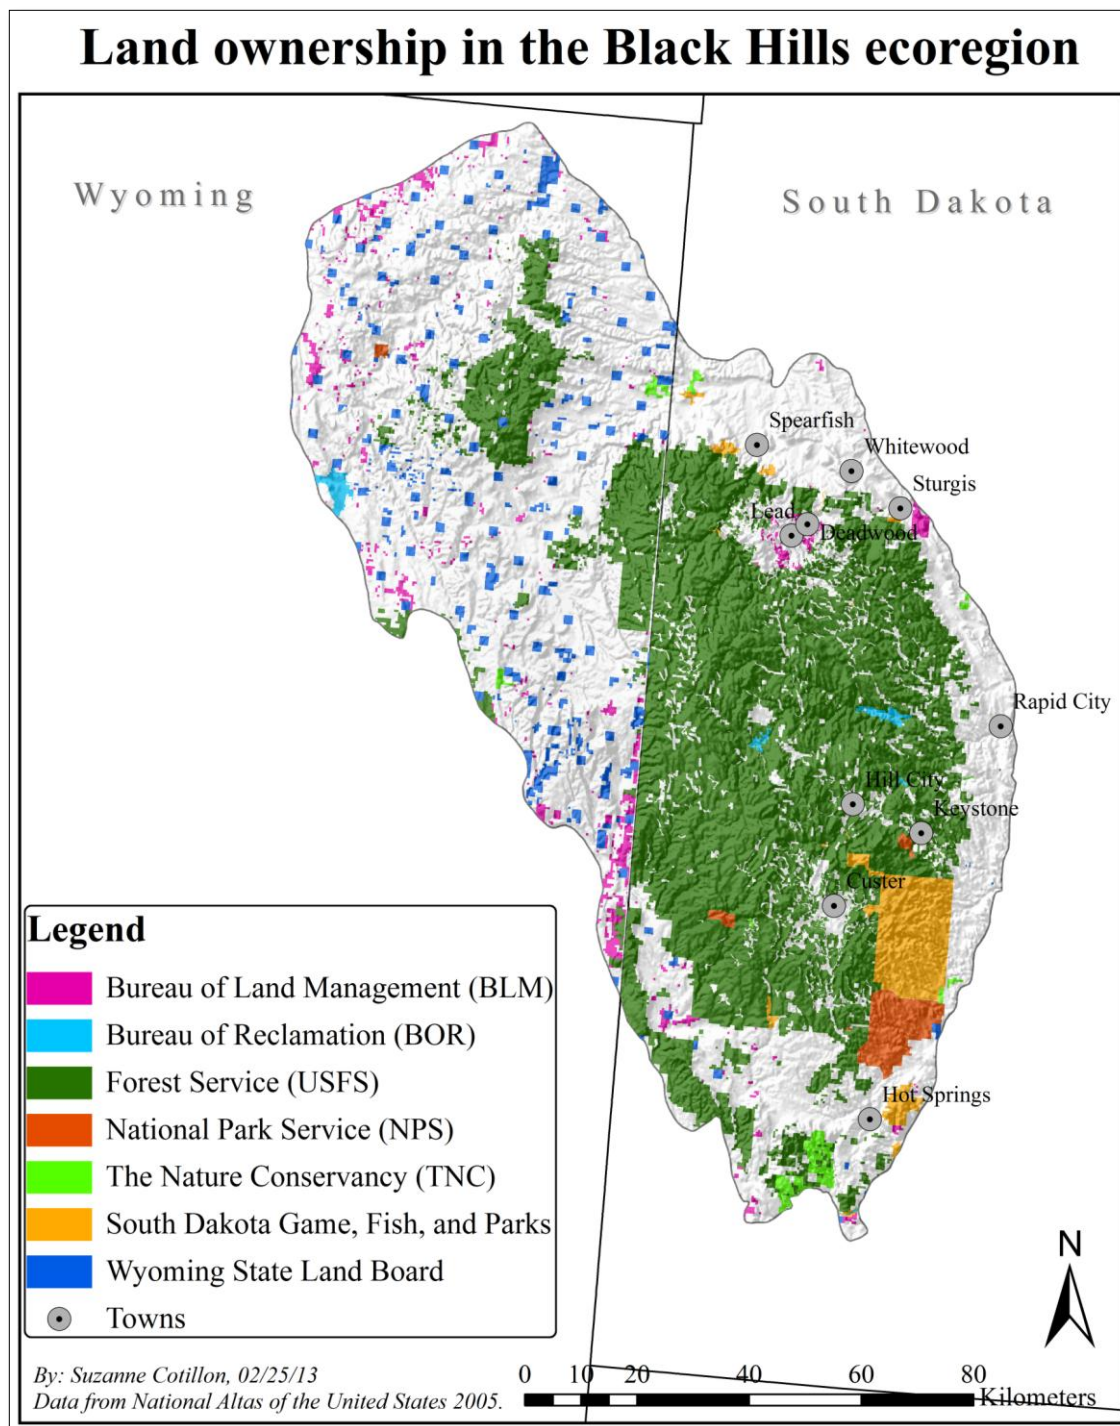 Land ownership in the Black Hills ecoregion
Wyoming
South Dakota
Spearfish
Whitewood
Sturgis
Lead
Deadwood
Rapid City
Hill City
Keystone
Custer
Hot Springs
Legend
Bureau of Land Management (BLM)
Bureau of Reclamation (BOR)
Forest Service (USFS)
National Park Service (NPS)
The Nature Conservancy (TNC)
South Dakota Game, Fish, and Parks
Wyoming State Land Board
Towns
N
By: Suzanne Cotillon, 02/25/13
Data from National Altas of the United States 2005.
0 10 20 40 60 80
Kilometers